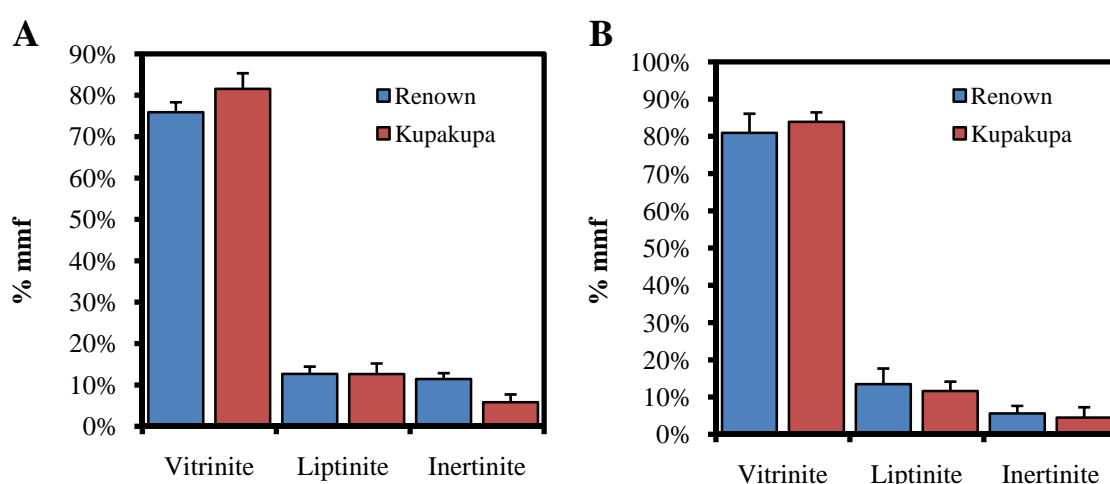 A
% mmf
90%
80%
70%
60%
50%
40%
30%
20%
10%
0%
Renown
Kupakupa
Vitrinite Liptinite Inertinite
B
% mmf
100%
90%
80%
70%
60%
50%
40%
30%
20%
10%
0%
Renown
Kupakupa
Vitrinite Liptinite Inertinite